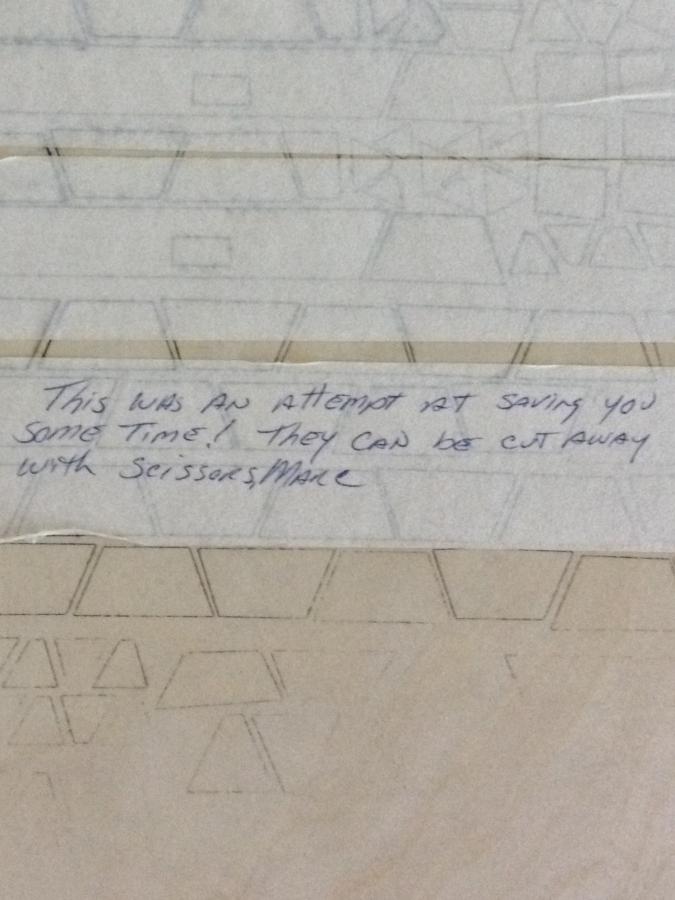 This was an attempt at saving you
some Time! They can be cut away
with scissors, Marc